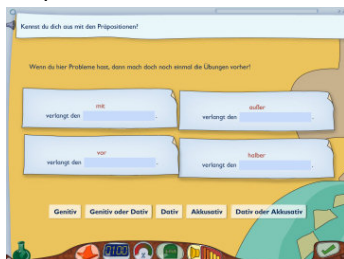 Kennst du dich aus mit den Präpositionen?
Wenn du hier Probleme hast, dann mach doch noch einmal die Übungen vorher!
mit
verlangt den .
außer
verlangt den .
vor
verlangt den .
halber
verlangt den .
Genitiv Genitiv oder Dativ Dativ Akkusativ Dativ oder Akkusativ
0100